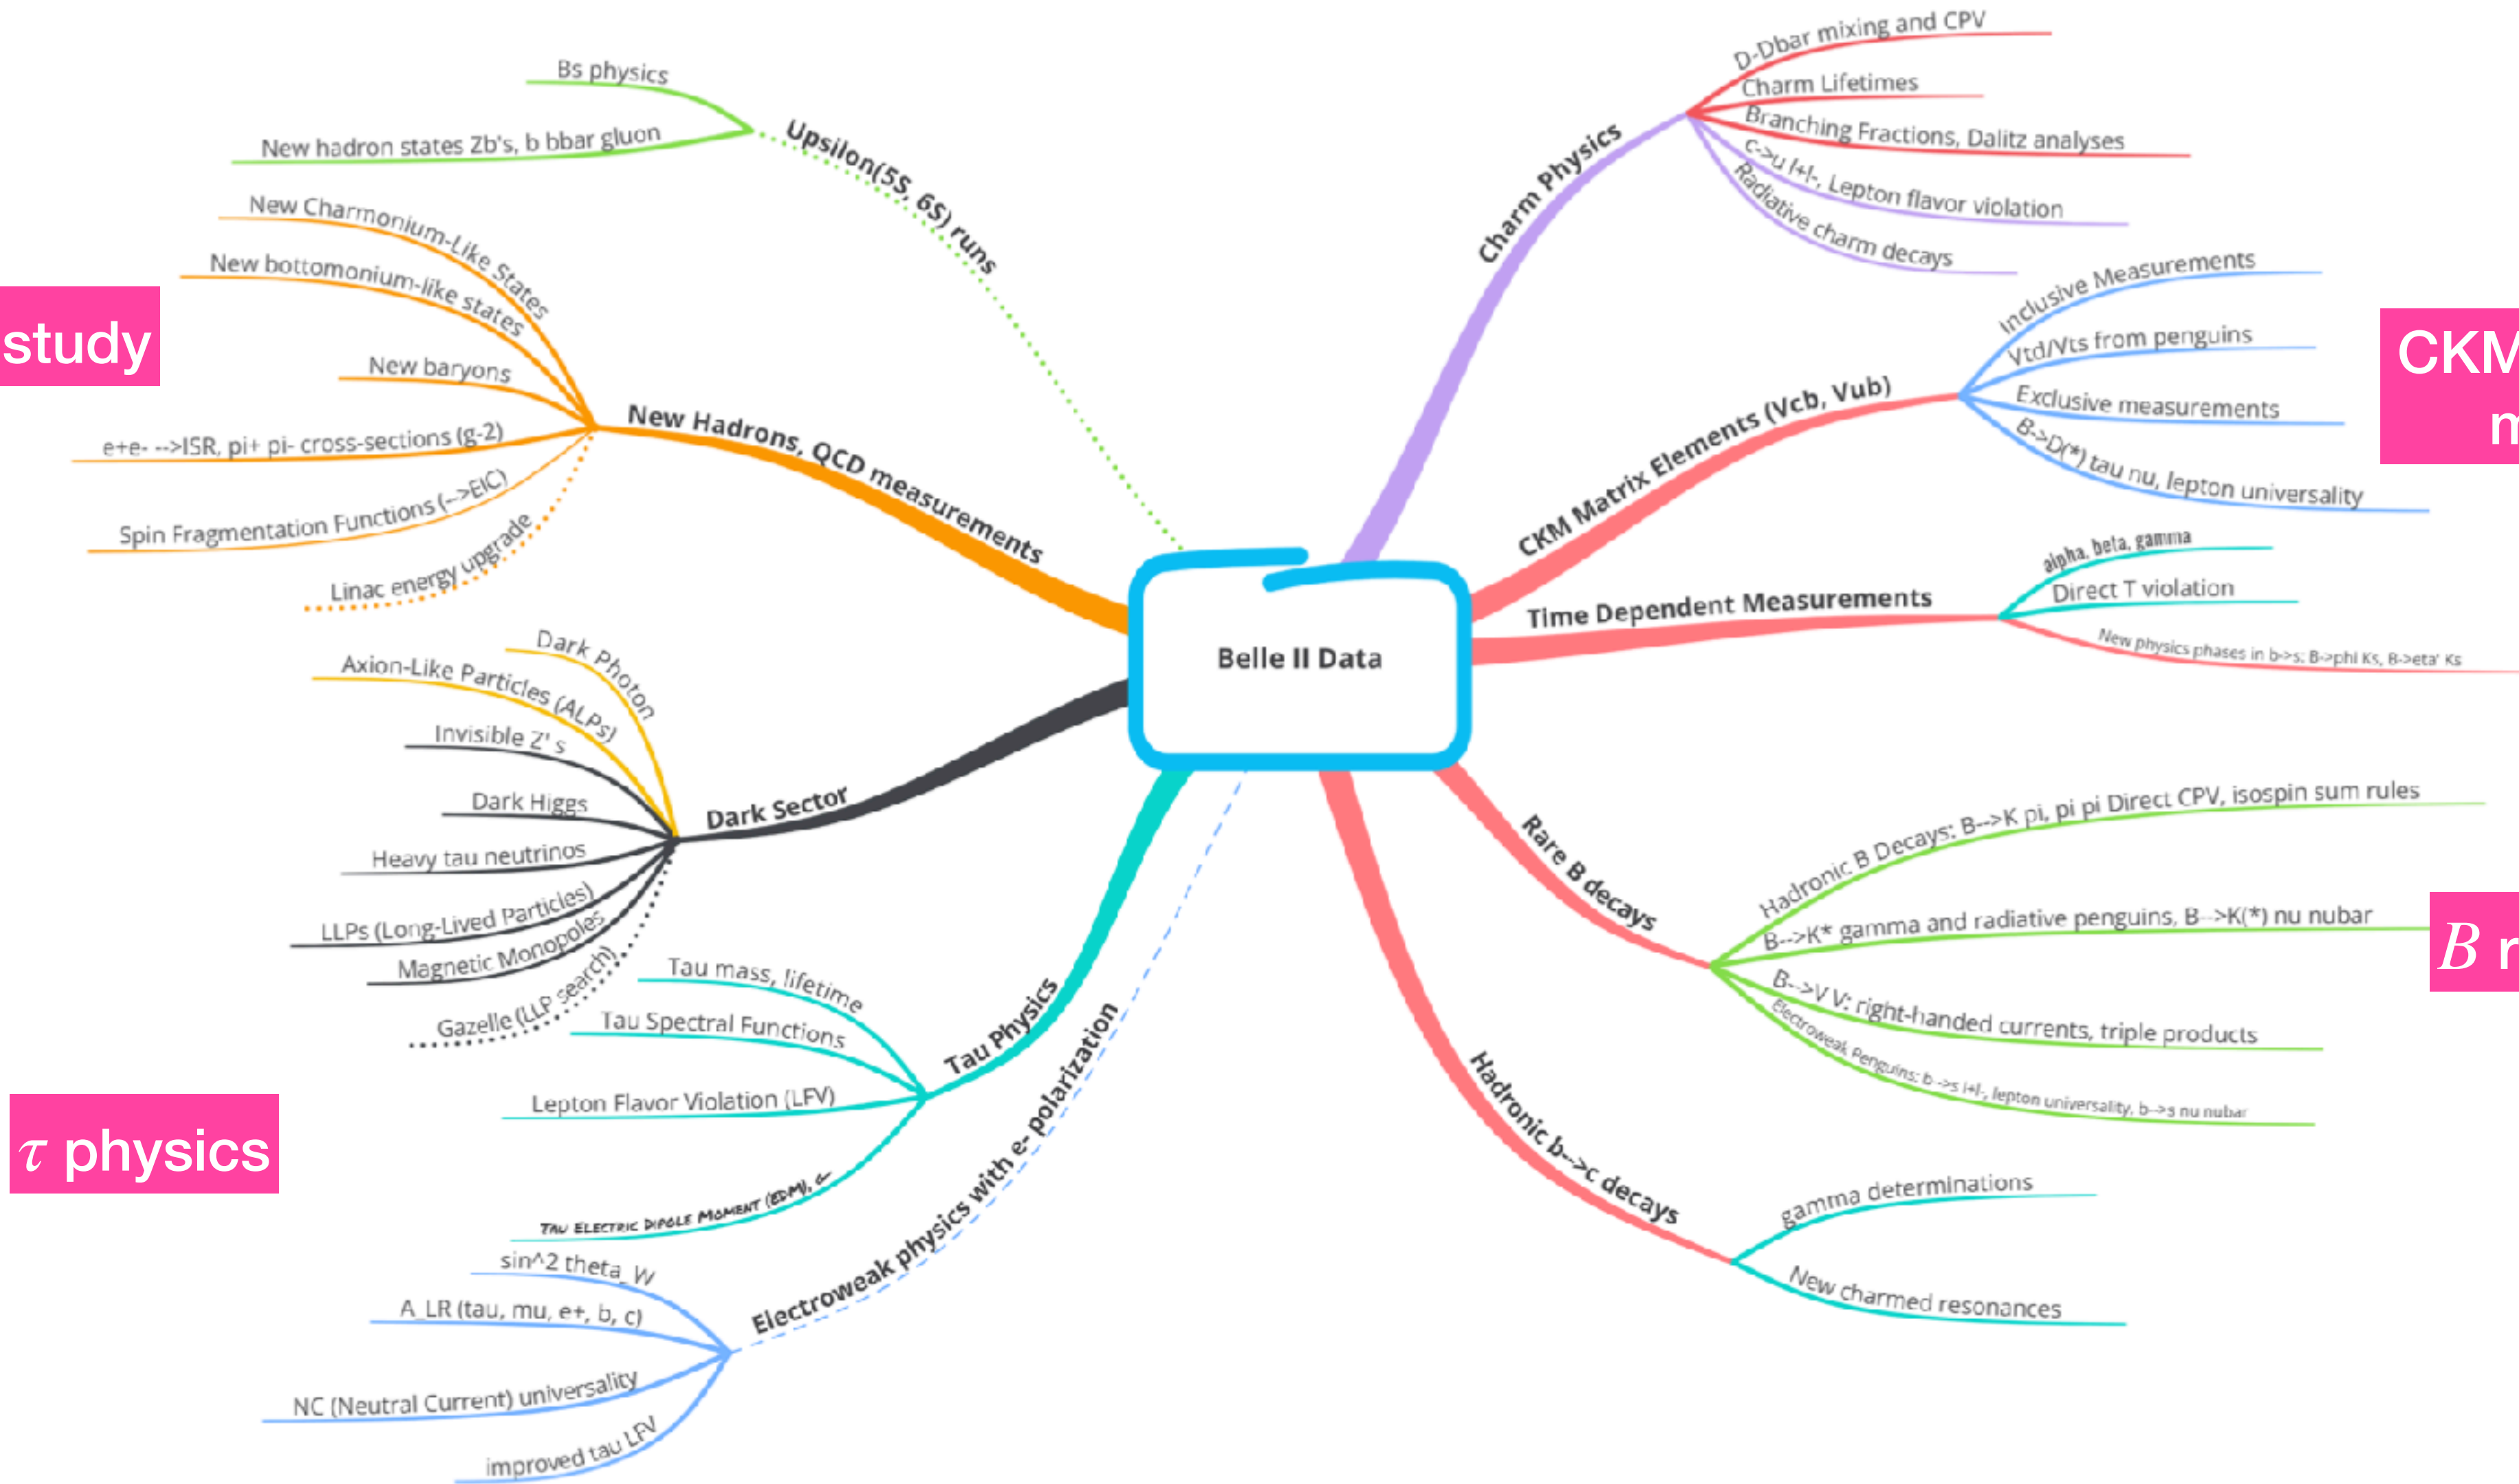 Belle II Data
Upsilon(5S, 6S) runs
Bs physics
New hadron states Zb's, b bbar gluon
New Hadrons, QCD measurements
New Charmonium-Like States
New bottomonium-like states
New baryons
e+e- -->ISR, pi+ pi- cross-sections (g-2)
Spin Fragmentation Functions (-->EIC)
Linac energy upgrade
study
Dark Sector
Dark Photon
Axion-Like Particles (ALPs)
Invisible Z' s
Dark Higgs
Heavy tau neutrinos
LLPs (Long-Lived Particles)
Magnetic Monopoles
Gazelle (LLP search)
Tau Physics
Tau mass, lifetime
Tau Spectral Functions
Lepton Flavor Violation (LFV)
Tau Electric Dipole Moment (EDM),
τ physics
Electroweak physics with e- polarization
sin^2 theta_W
A_LR (tau, mu, e+, b, c)
NC (Neutral Current) universality
improved tau LFV
Charm Physics
D-Dbar mixing and CPV
Charm Lifetimes
Branching Fractions, Dalitz analyses
c->u l+l-, Lepton flavor violation
Radiative charm decays
CKM Matrix Elements (Vcb, Vub)
Inclusive Measurements
Vtd/Vts from penguins
Exclusive measurements
B->D(*) tau nu, lepton universality
CKM
Time Dependent Measurements
alpha, beta, gamma
Direct T violation
New physics phases in b->s: B->phi Ks, B->eta' Ks
Rare B decays
Hadronic B Decays: B-->K pi, pi pi Direct CPV, isospin sum rules
B-->K* gamma and radiative penguins, B-->K(*) nu nubar
B-->V V: right-handed currents, triple products
Electroweak Penguins: b-->s l+l-, lepton universality, b-->s nu nubar
B
Hadronic b-->c decays
gamma determinations
New charmed resonances